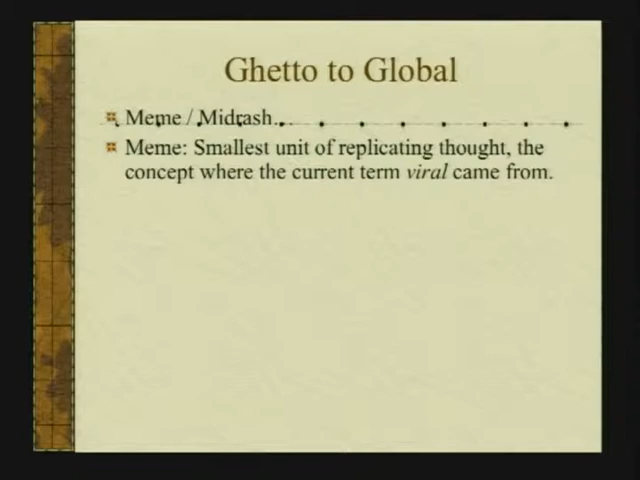 Ghetto to Global
Meme / Midrash...
Meme: Smallest unit of replicating thought, the
concept where the current term viral came from.